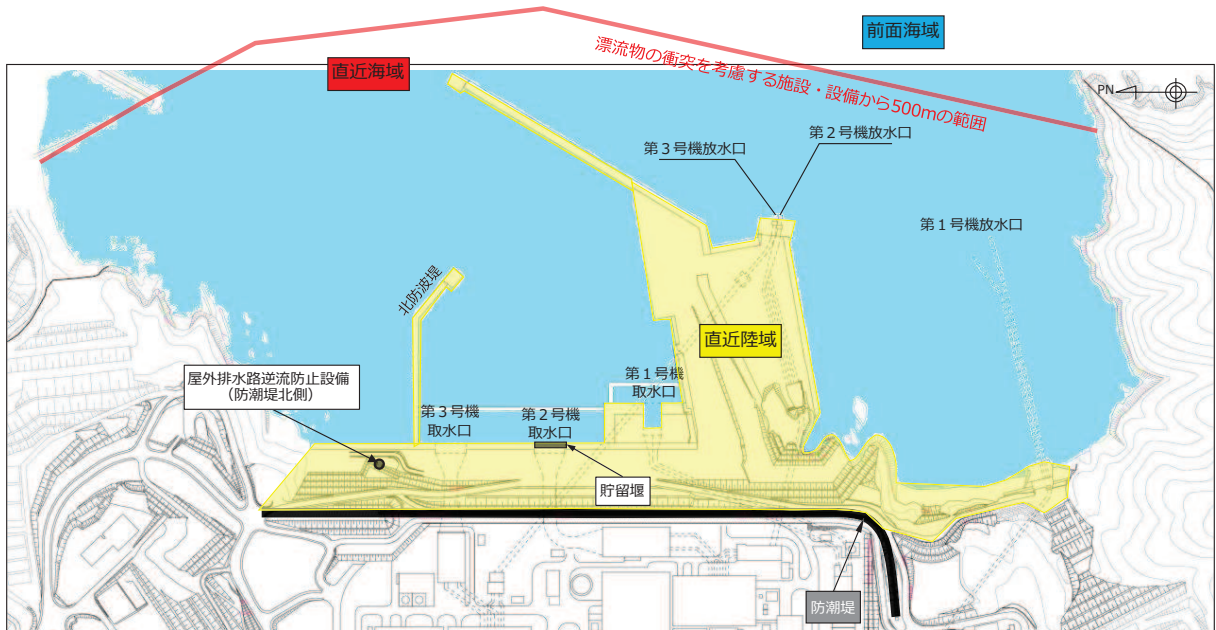 前面海域
直近海域
漂流物の衝突を考慮する施設・設備から500mの範囲
PN
第2号機放水口
第3号機放水口
第1号機放水口
北防波堤
直近陸域
屋外排水路逆流防止設備
（防潮堤北側）
第1号機
取水口
第3号機
取水口
第2号機
取水口
貯留堰
防潮堤